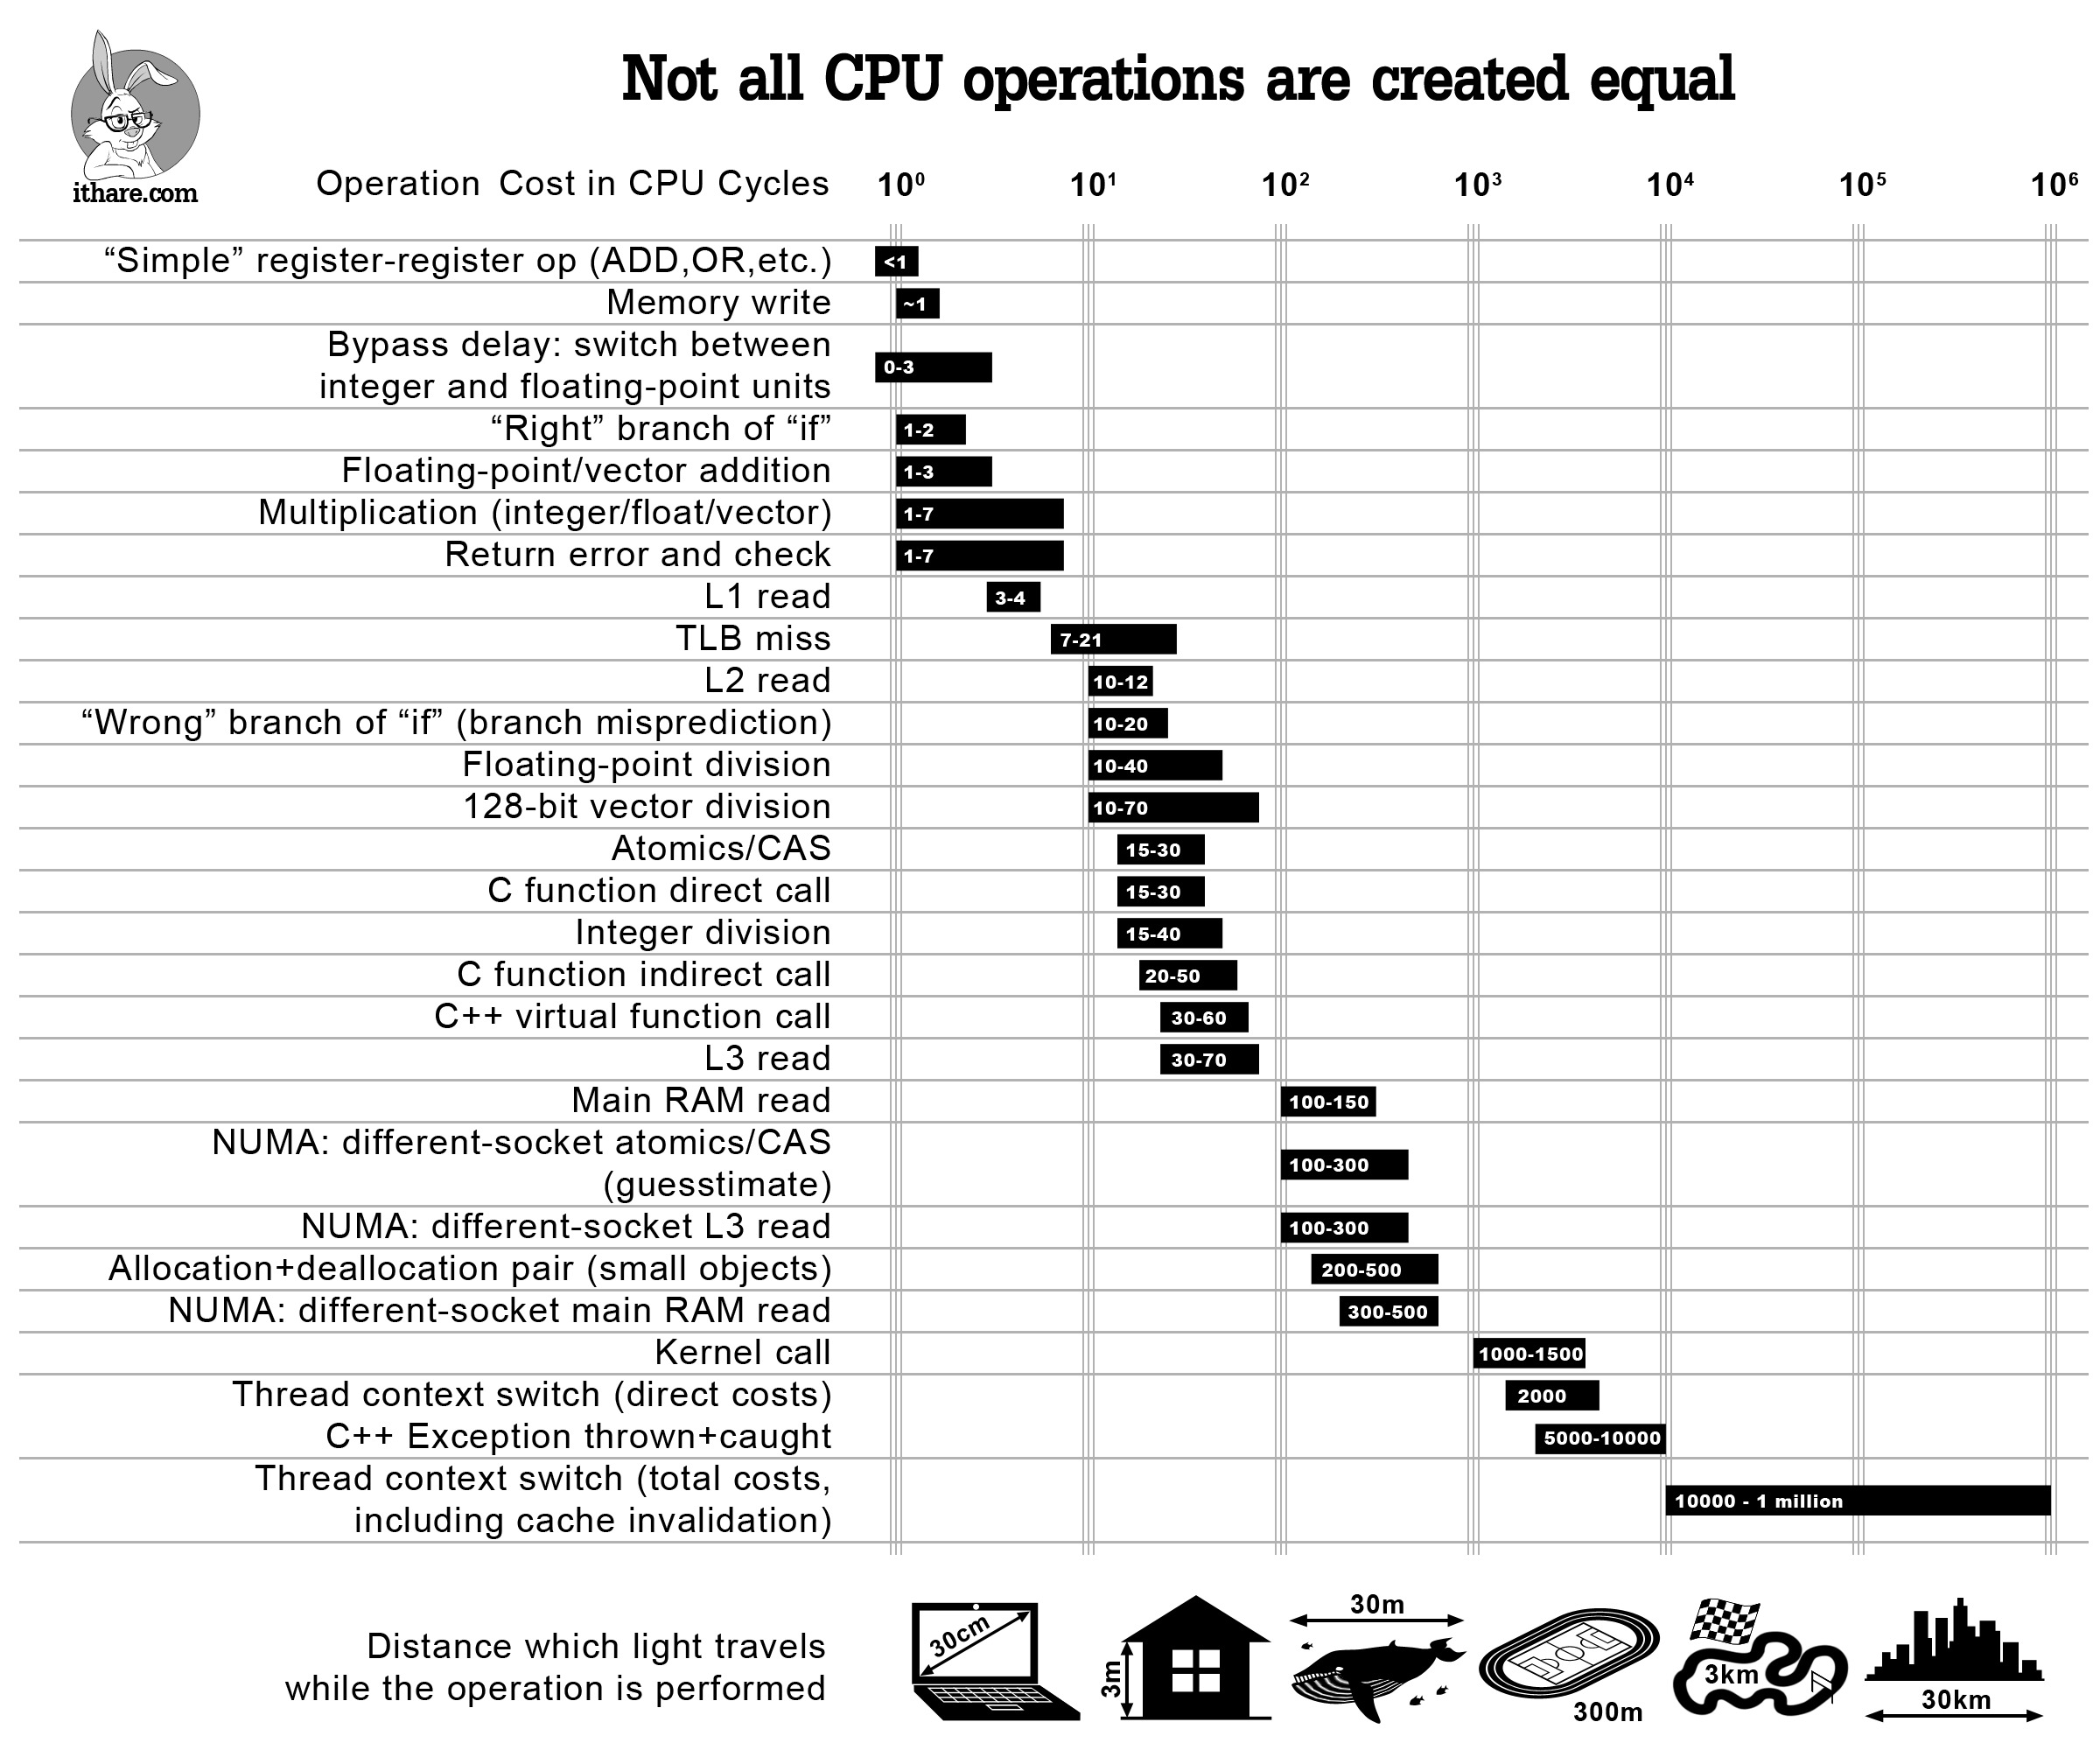 Not all CPU operations are created equal
ithare.com
Operation Cost in CPU Cycles 10⁰ 10¹ 10² 10³ 10⁴ 10⁵ 10⁶
“Simple” register-register op (ADD,OR,etc.) <1
Memory write ~1
Bypass delay: switch between
integer and floating-point units 0-3
“Right” branch of “if” 1-2
Floating-point/vector addition 1-3
Multiplication (integer/float/vector) 1-7
Return error and check 1-7
L1 read 3-4
TLB miss 7-21
L2 read 10-12
“Wrong” branch of “if” (branch misprediction) 10-20
Floating-point division 10-40
128-bit vector division 10-70
Atomics/CAS 15-30
C function direct call 15-30
Integer division 15-40
C function indirect call 20-50
C++ virtual function call 30-60
L3 read 30-70
Main RAM read 100-150
NUMA: different-socket atomics/CAS
(guesstimate) 100-300
NUMA: different-socket L3 read 100-300
Allocation+deallocation pair (small objects) 200-500
NUMA: different-socket main RAM read 300-500
Kernel call 1000-1500
Thread context switch (direct costs) 2000
C++ Exception thrown+caught 5000-10000
Thread context switch (total costs,
including cache invalidation) 10000 - 1 million
Distance which light travels
while the operation is performed
30cm
3m
30m
300m
3km
30km